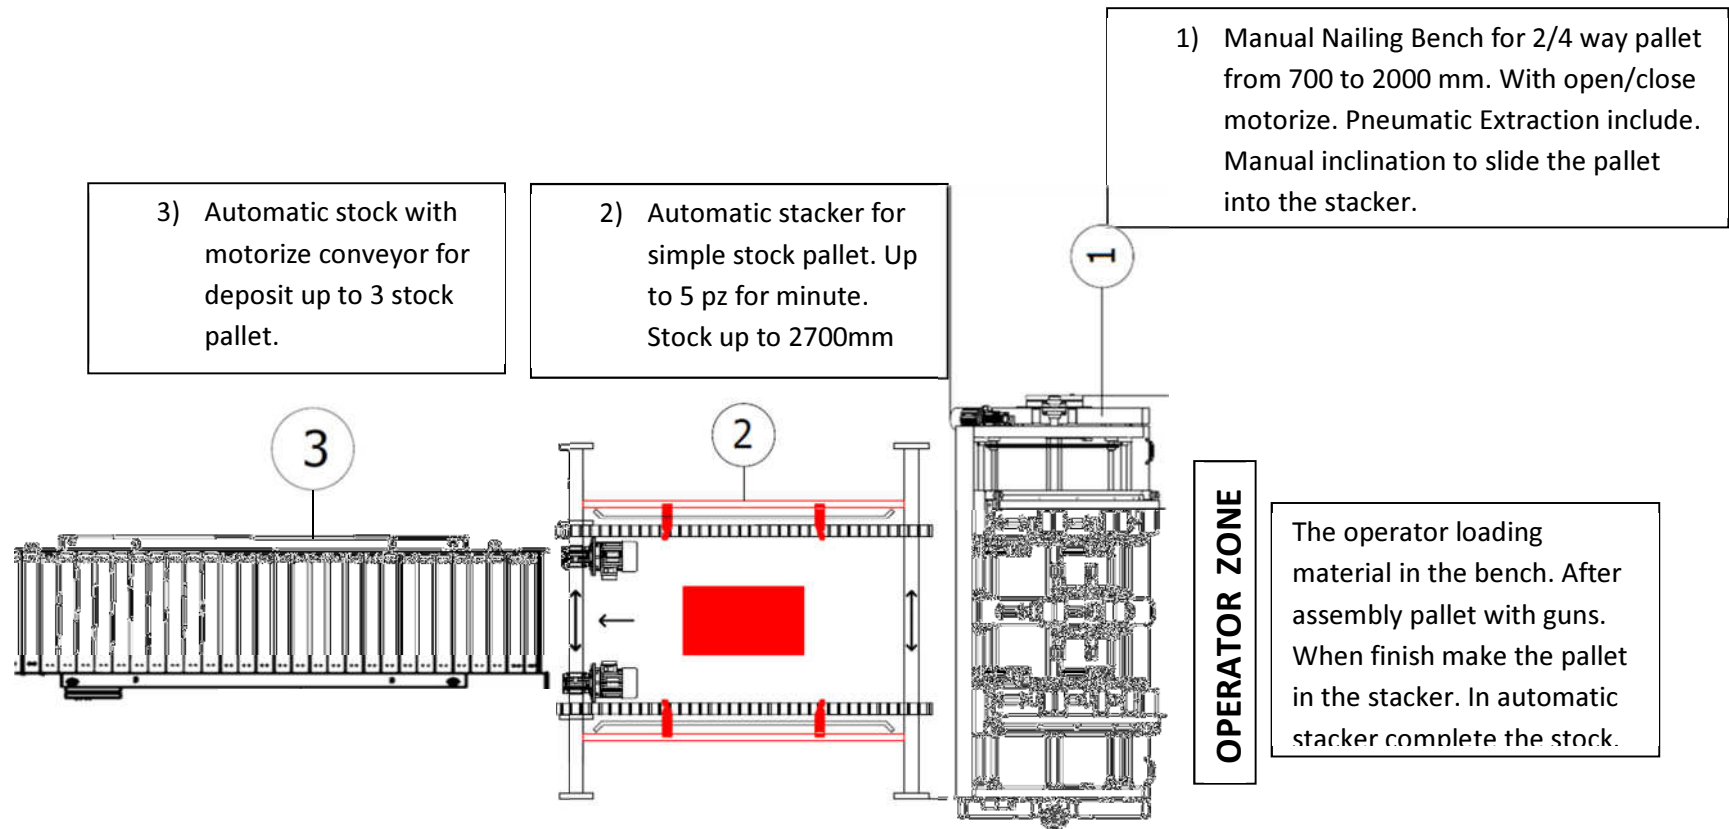 1) Manual Nailing Bench for 2/4 way pallet
from 700 to 2000 mm. With open/close
motorize. Pneumatic Extraction include.
Manual inclination to slide the pallet
into the stacker.
3) Automatic stock with
motorize conveyor for
deposit up to 3 stock
pallet.
2) Automatic stacker for
simple stock pallet. Up
to 5 pz for minute.
Stock up to 2700mm
1
2
3
OPERATOR ZONE
The operator loading
material in the bench. After
assembly pallet with guns.
When finish make the pallet
in the stacker. In automatic
stacker complete the stock.